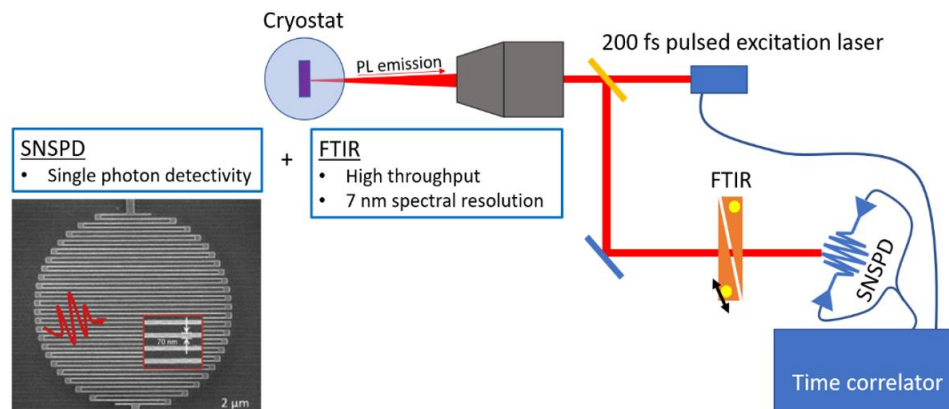 Cryostat
PL emission
200 fs pulsed excitation laser
SNSPD
• Single photon detectivity
+
FTIR
• High throughput
• 7 nm spectral resolution
FTIR
SNSPD
70 nm
2 µm
Time correlator